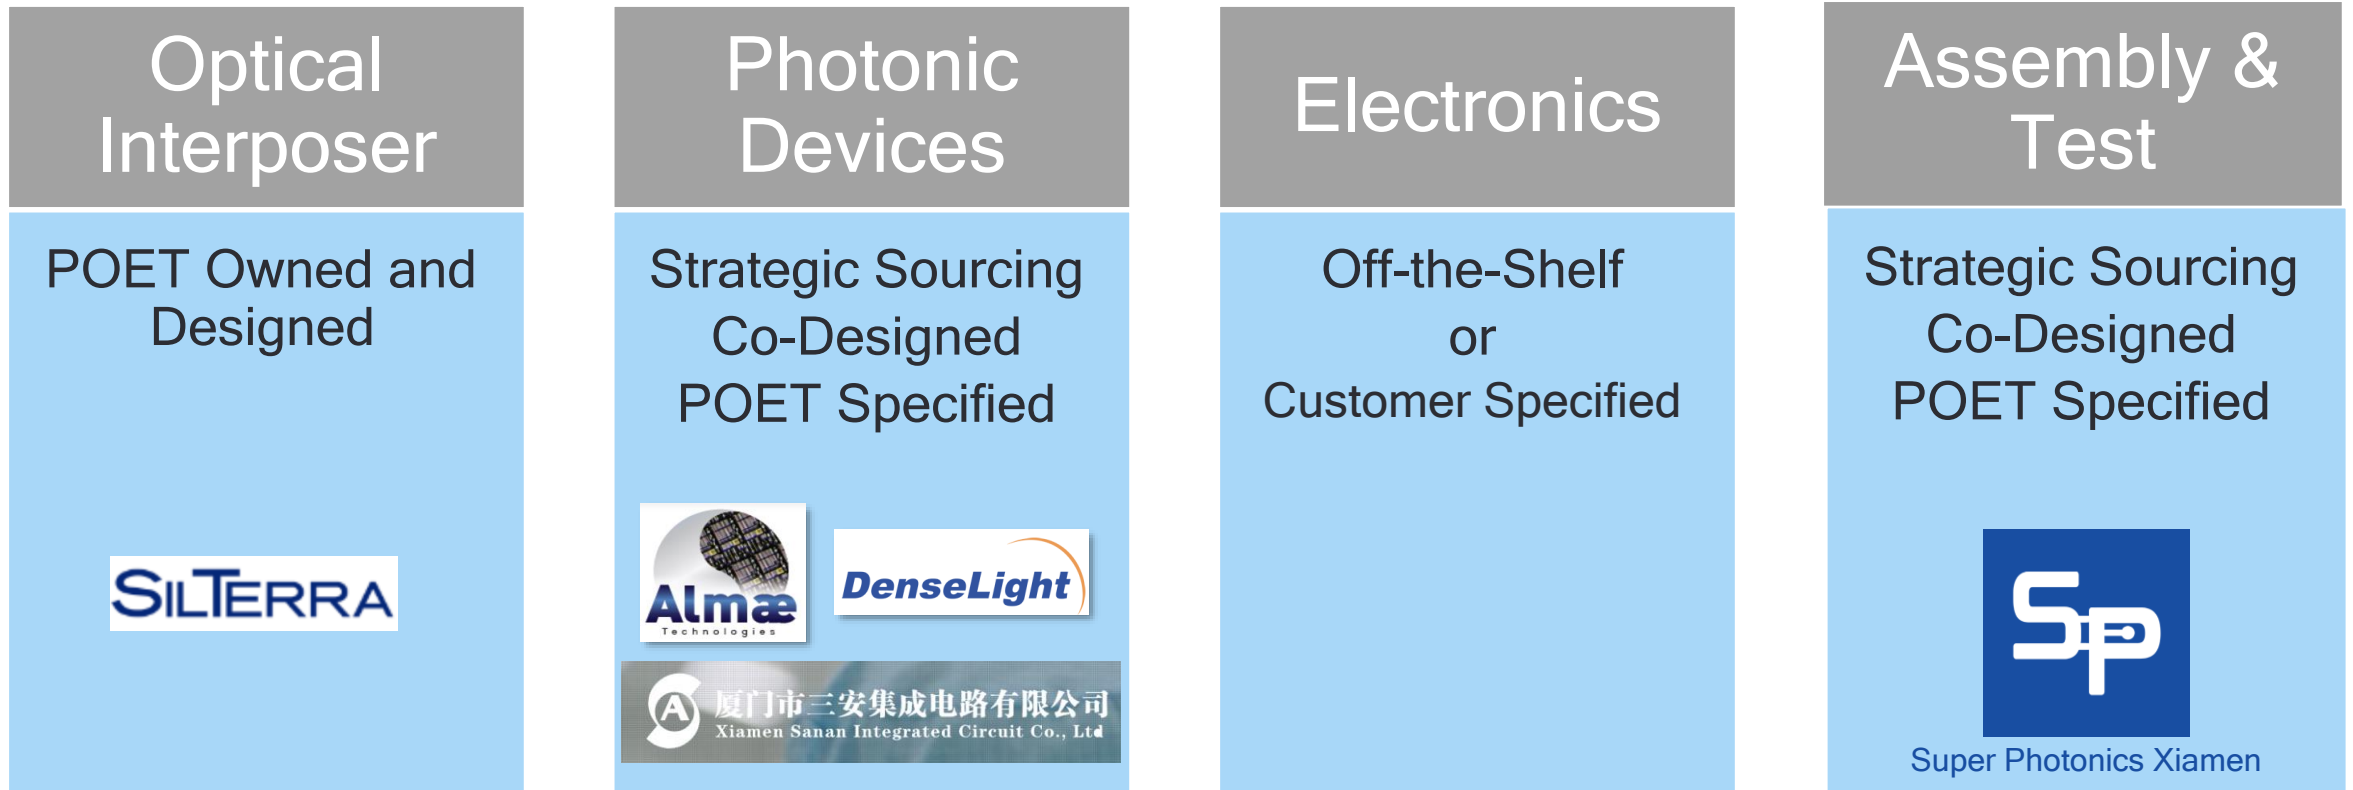 Optical
Interposer
POET Owned and
Designed
SILTERRA
Photonic
Devices
Strategic Sourcing
Co-Designed
POET Specified
Almæ
Technologies
DenseLight
SA
厦门市三安集成电路有限公司
Xiamen Sanan Integrated Circuit Co., Ltd
Electronics
Off-the-Shelf
or
Customer Specified
Assembly &
Test
Strategic Sourcing
Co-Designed
POET Specified
SP
Super Photonics Xiamen